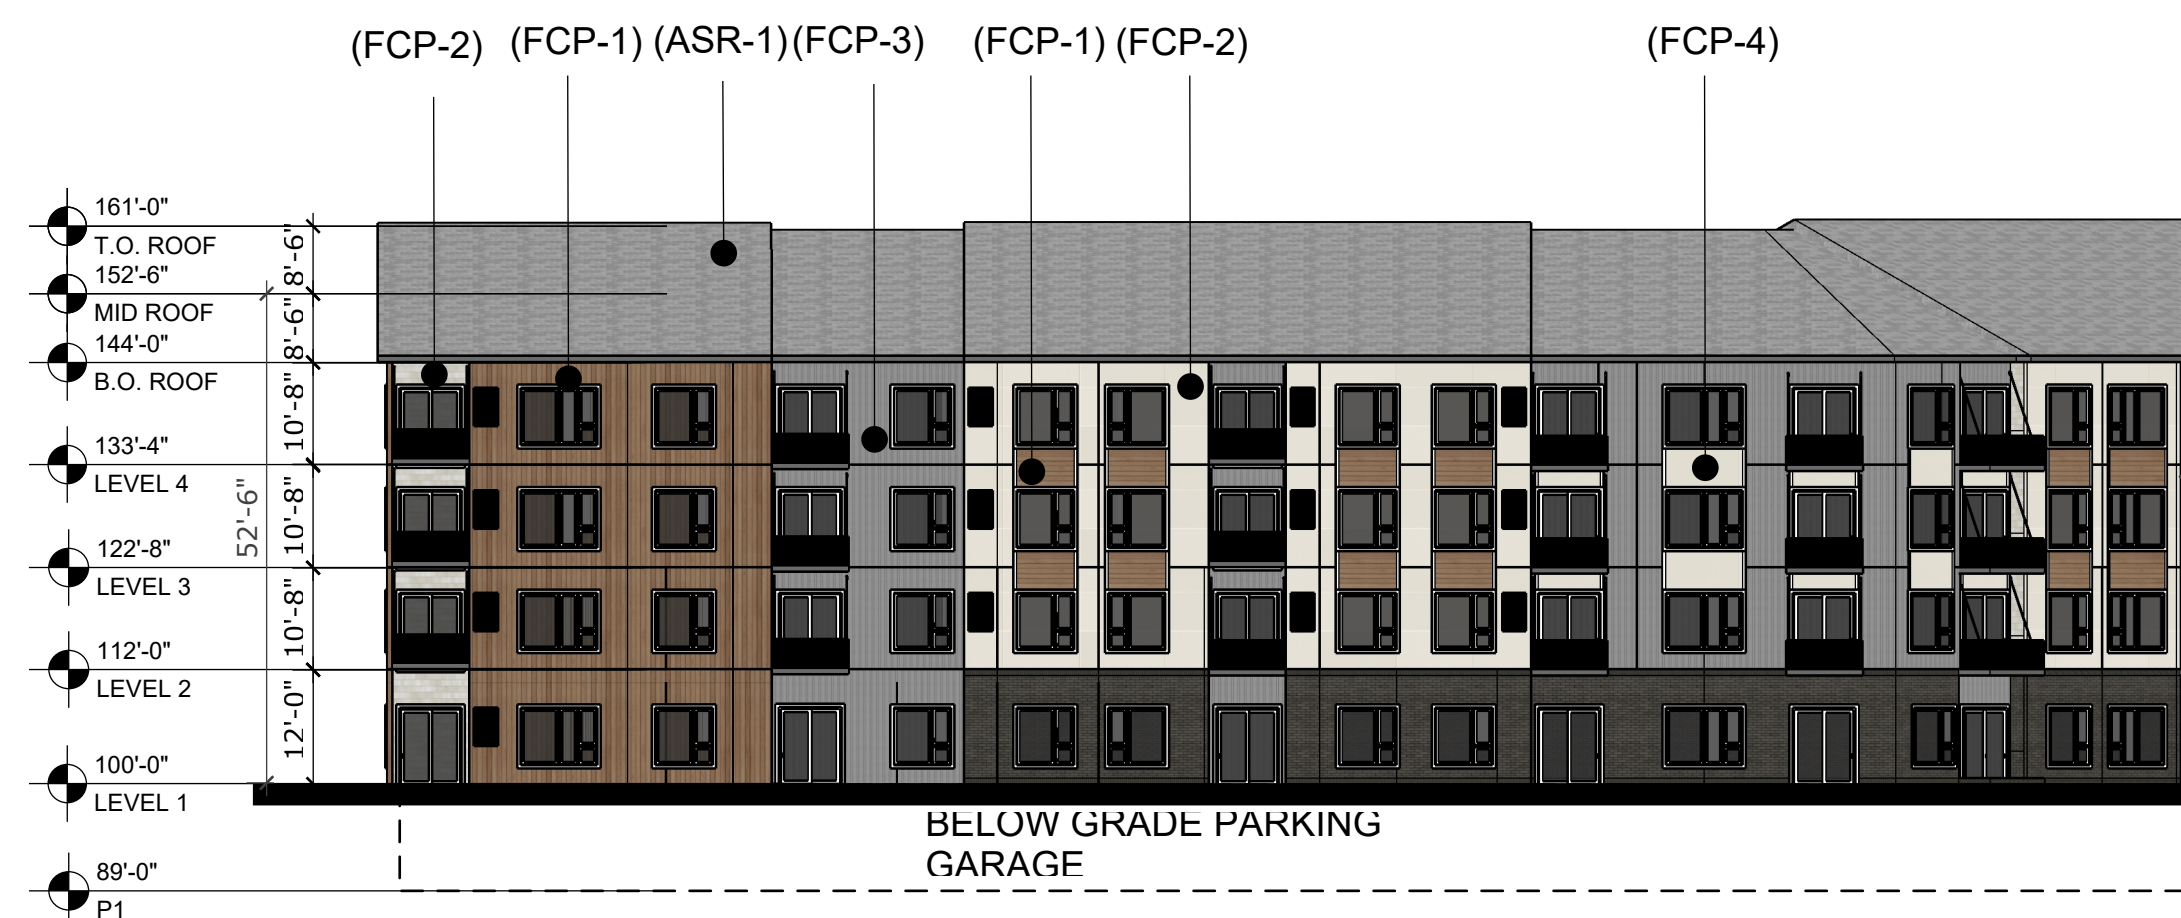 (FCP-2) (FCP-1) (ASR-1) (FCP-3) (FCP-1) (FCP-2) (FCP-4)
161'-0"
T.O. ROOF
8'-6"
152'-6"
MID ROOF
8'-6"
144'-0"
B.O. ROOF
10'-8"
133'-4"
LEVEL 4
52'-6"
10'-8"
122'-8"
LEVEL 3
10'-8"
112'-0"
LEVEL 2
12'-0"
100'-0"
LEVEL 1
BELOW GRADE PARKING
GARAGE
89'-0"
P1